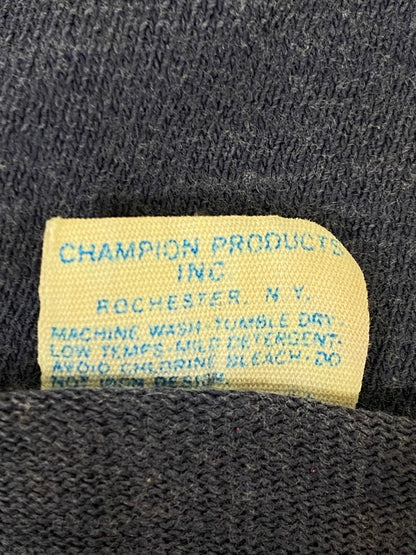 CHAMPION PRODUCTS
INC
ROCHESTER, N.Y.
MACHINE WASH-TUMBLE DRY-
LOW TEMPS-MILD DETERGENT-
AVOID CHLORINE BLEACH-DO
NOT IRON DESIGN